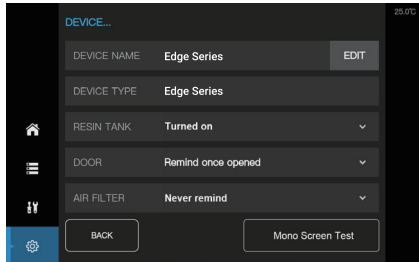 25.0°C
DEVICE...
DEVICE NAME Edge Series EDIT
DEVICE TYPE Edge Series
RESIN TANK Turned on
DOOR Remind once opened
AIR FILTER Never remind
BACK Mono Screen Test